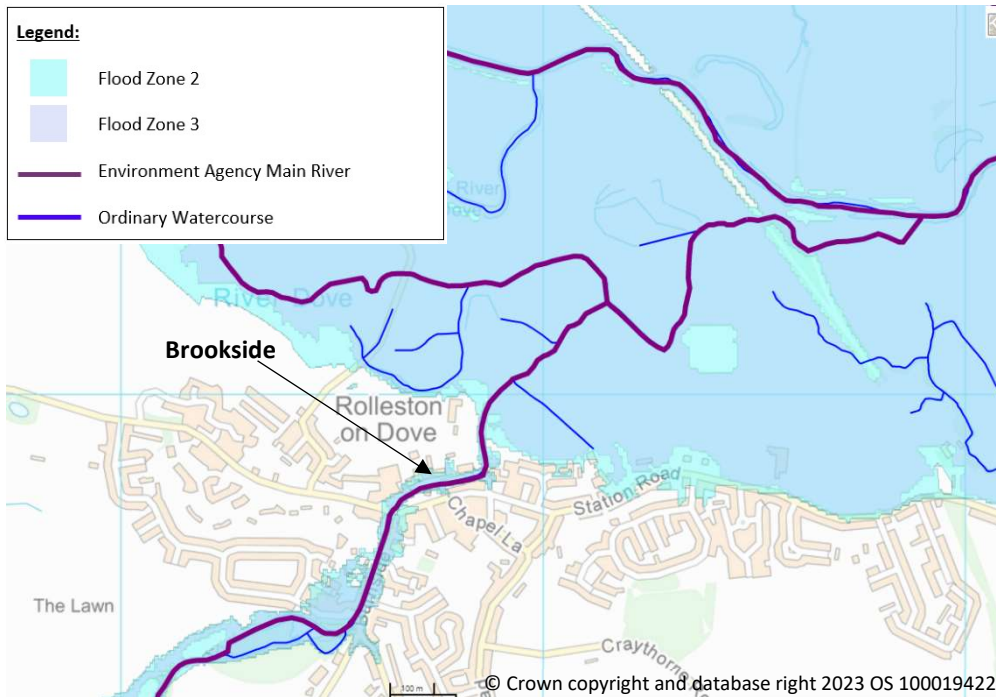 Legend:
Flood Zone 2
Flood Zone 3
Environment Agency Main River
Ordinary Watercourse
River
River Dove
Brookside
Rolleston
on Dove
Station Road
Chapel La
The Lawn
Craythorne
100 m
© Crown copyright and database right 2023 OS 100019422